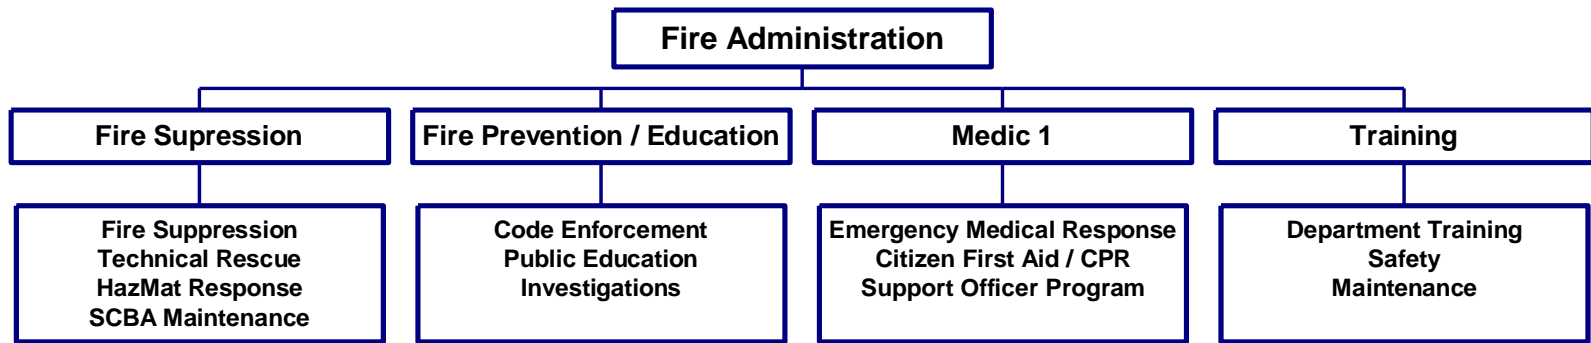 Fire Administration
Fire Supression
Fire Prevention / Education
Medic 1
Training
Fire Suppression
Technical Rescue
HazMat Response
SCBA Maintenance
Code Enforcement
Public Education
Investigations
Emergency Medical Response
Citizen First Aid / CPR
Support Officer Program
Department Training
Safety
Maintenance